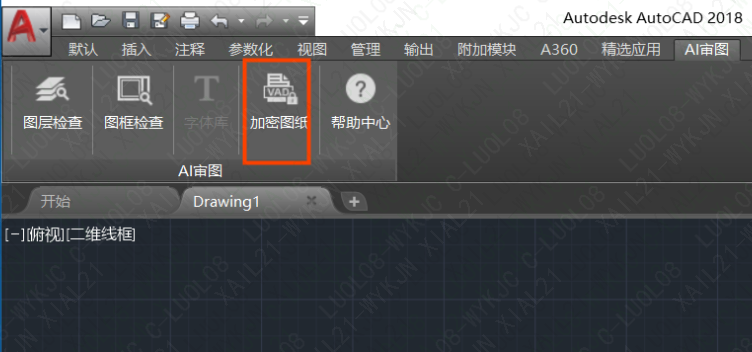 Autodesk AutoCAD 2018
默认 插入 注释 参数化 视图 管理 输出 附加模块 A360 精选应用 AI审图
VAD
图层检查 图框检查 字体库 加密图纸 帮助中心
AI审图
开始 Drawing1
[−][俯视][二维线框]